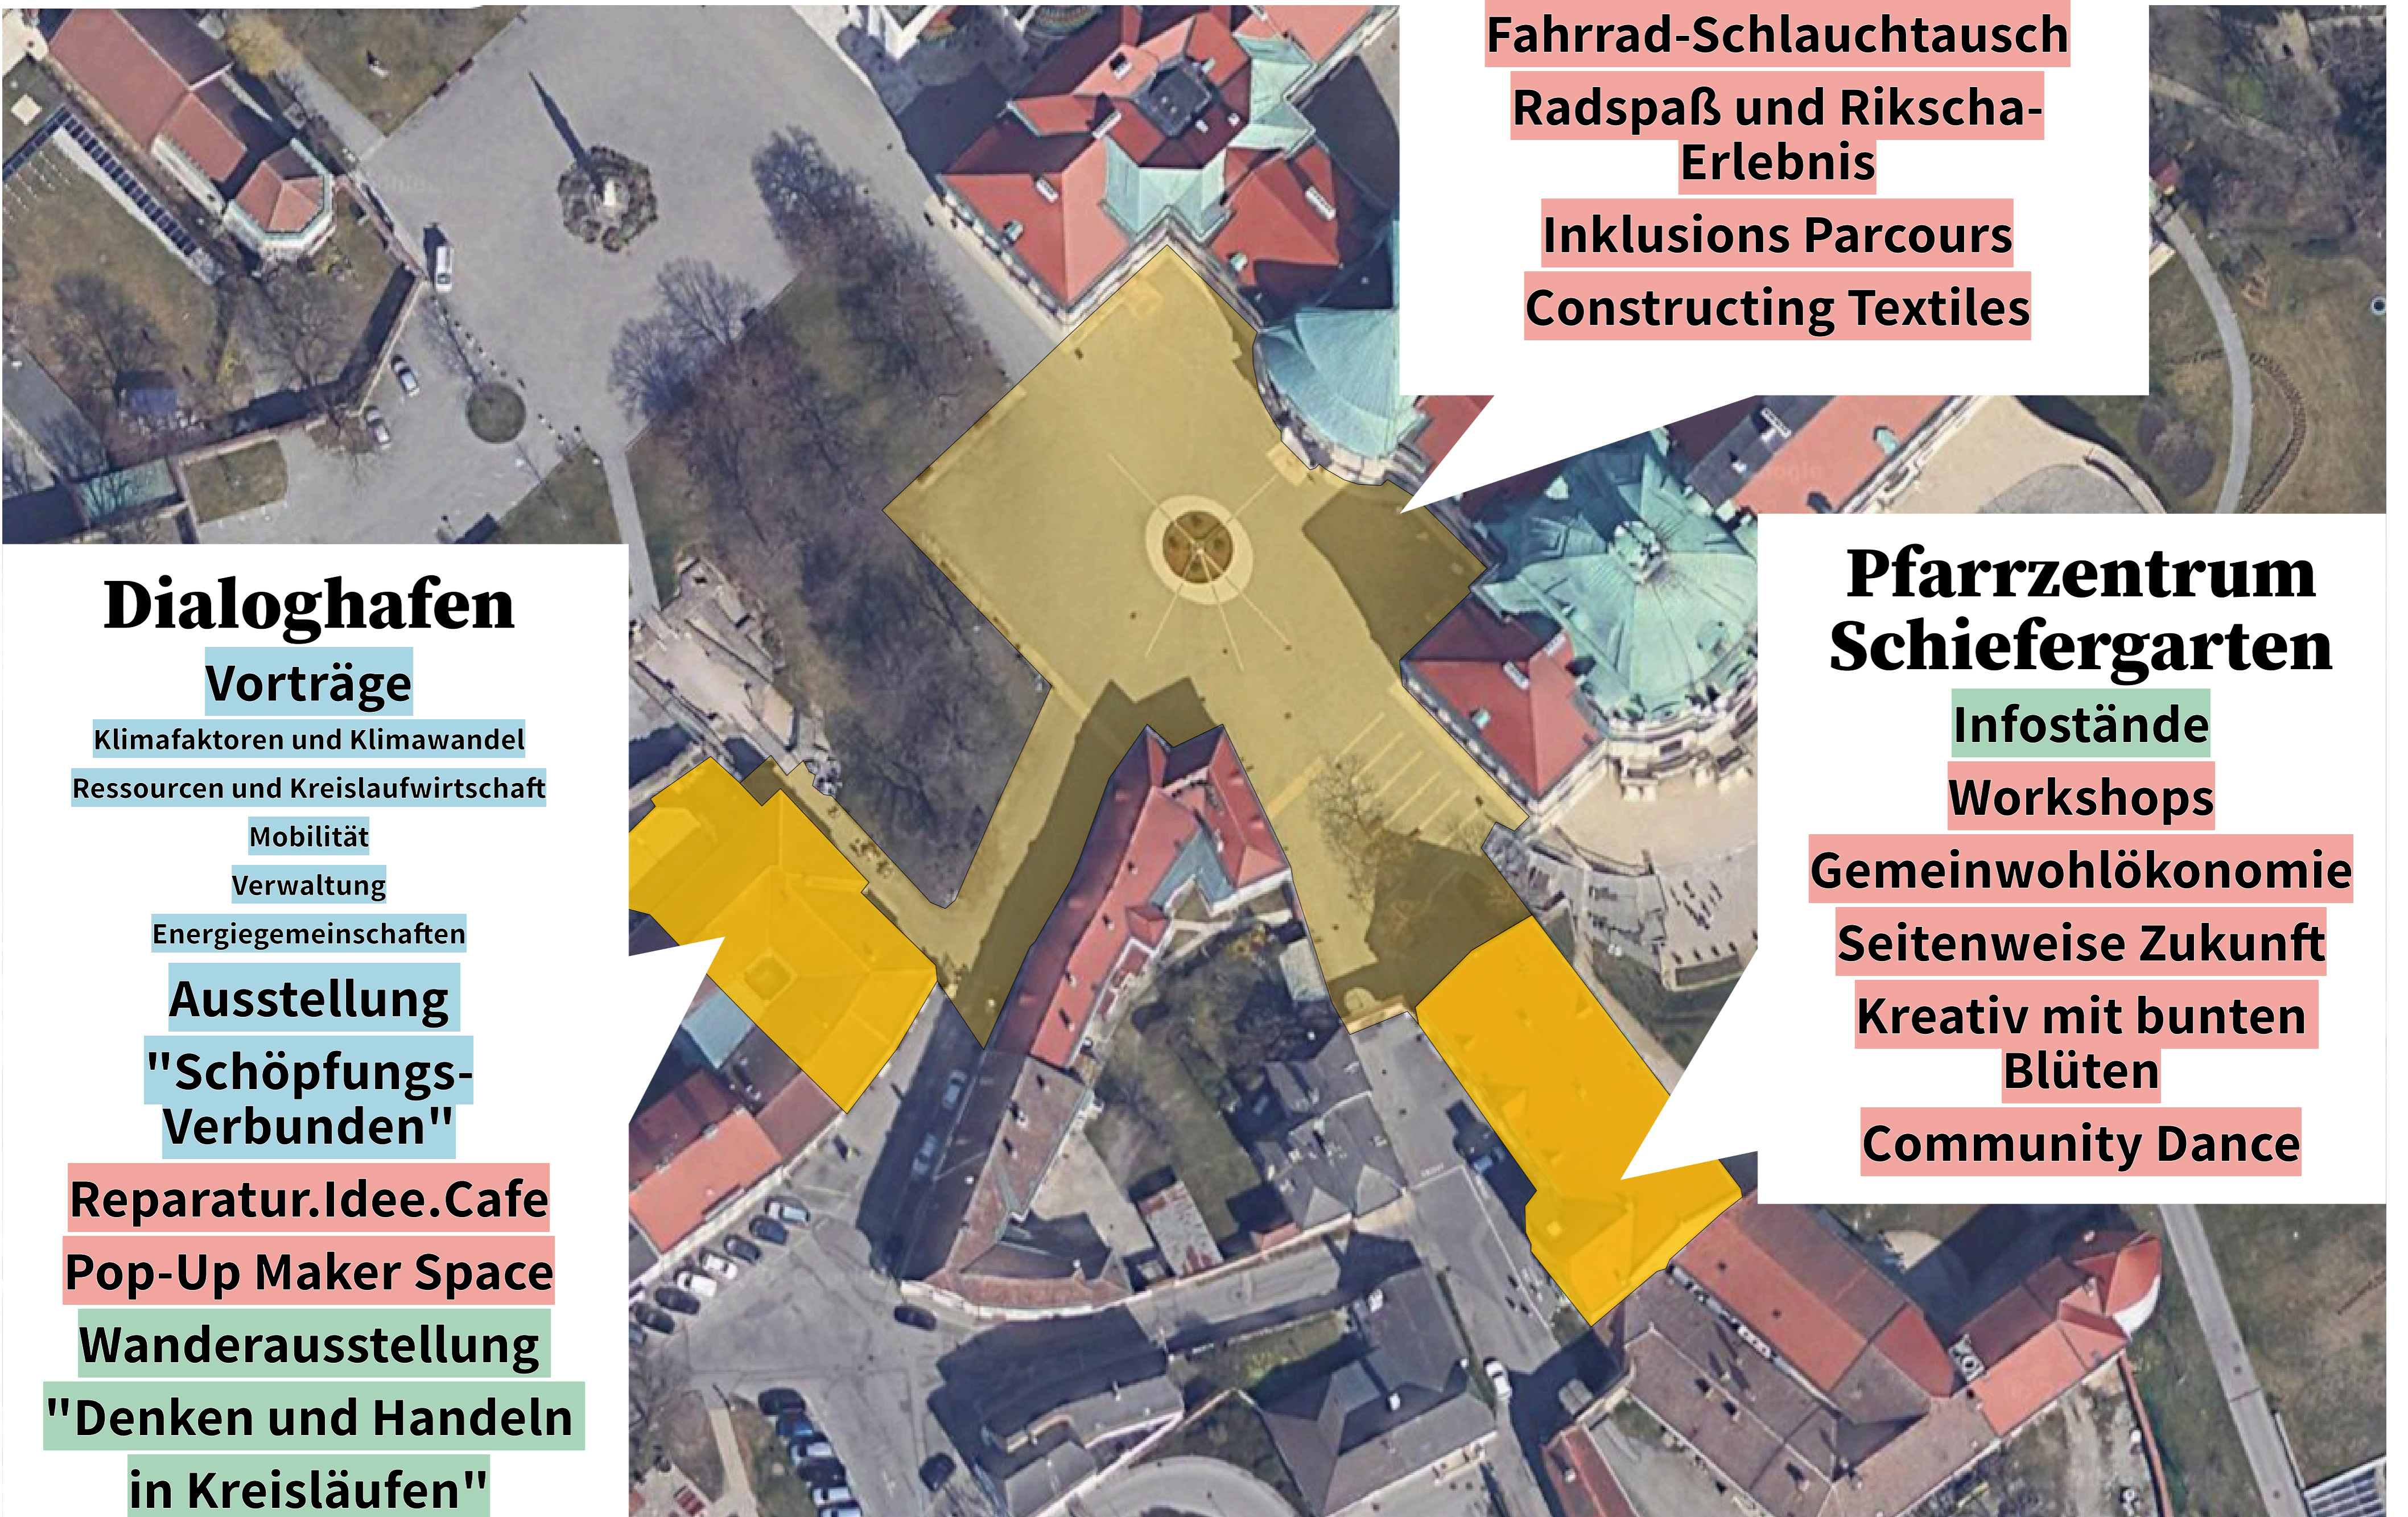 Fahrrad-Schlauchtausch
Radspaß und Rikscha-
Erlebnis
Inklusions Parcours
Constructing Textiles
Dialoghafen
Vorträge
Klimafaktoren und Klimawandel
Ressourcen und Kreislaufwirtschaft
Mobilität
Verwaltung
Energiegemeinschaften
Ausstellung
"Schöpfungs-
Verbunden"
Reparatur.Idee.Cafe
Pop-Up Maker Space
Wanderausstellung
"Denken und Handeln
in Kreisläufen"
Pfarrzentrum
Schiefergarten
Infostände
Workshops
Gemeinwohlökonomie
Seitenweise Zukunft
Kreativ mit bunten
Blüten
Community Dance